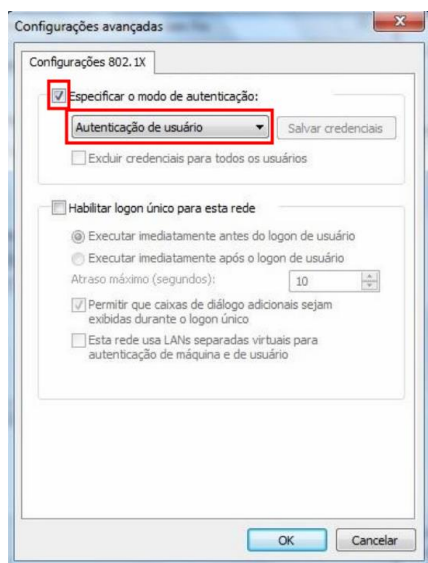 Configurações avançadas
Configurações 802.1X
Especificar o modo de autenticação:
Autenticação de usuário
Salvar credenciais
Excluir credenciais para todos os usuários
Habilitar logon único para esta rede
Executar imediatamente antes do logon de usuário
Executar imediatamente após o logon de usuário
Atraso máximo (segundos):
10
Permitir que caixas de diálogo adicionais sejam
exibidas durante o logon único
Esta rede usa LANs separadas virtuais para
autenticação de máquina e de usuário
OK
Cancelar